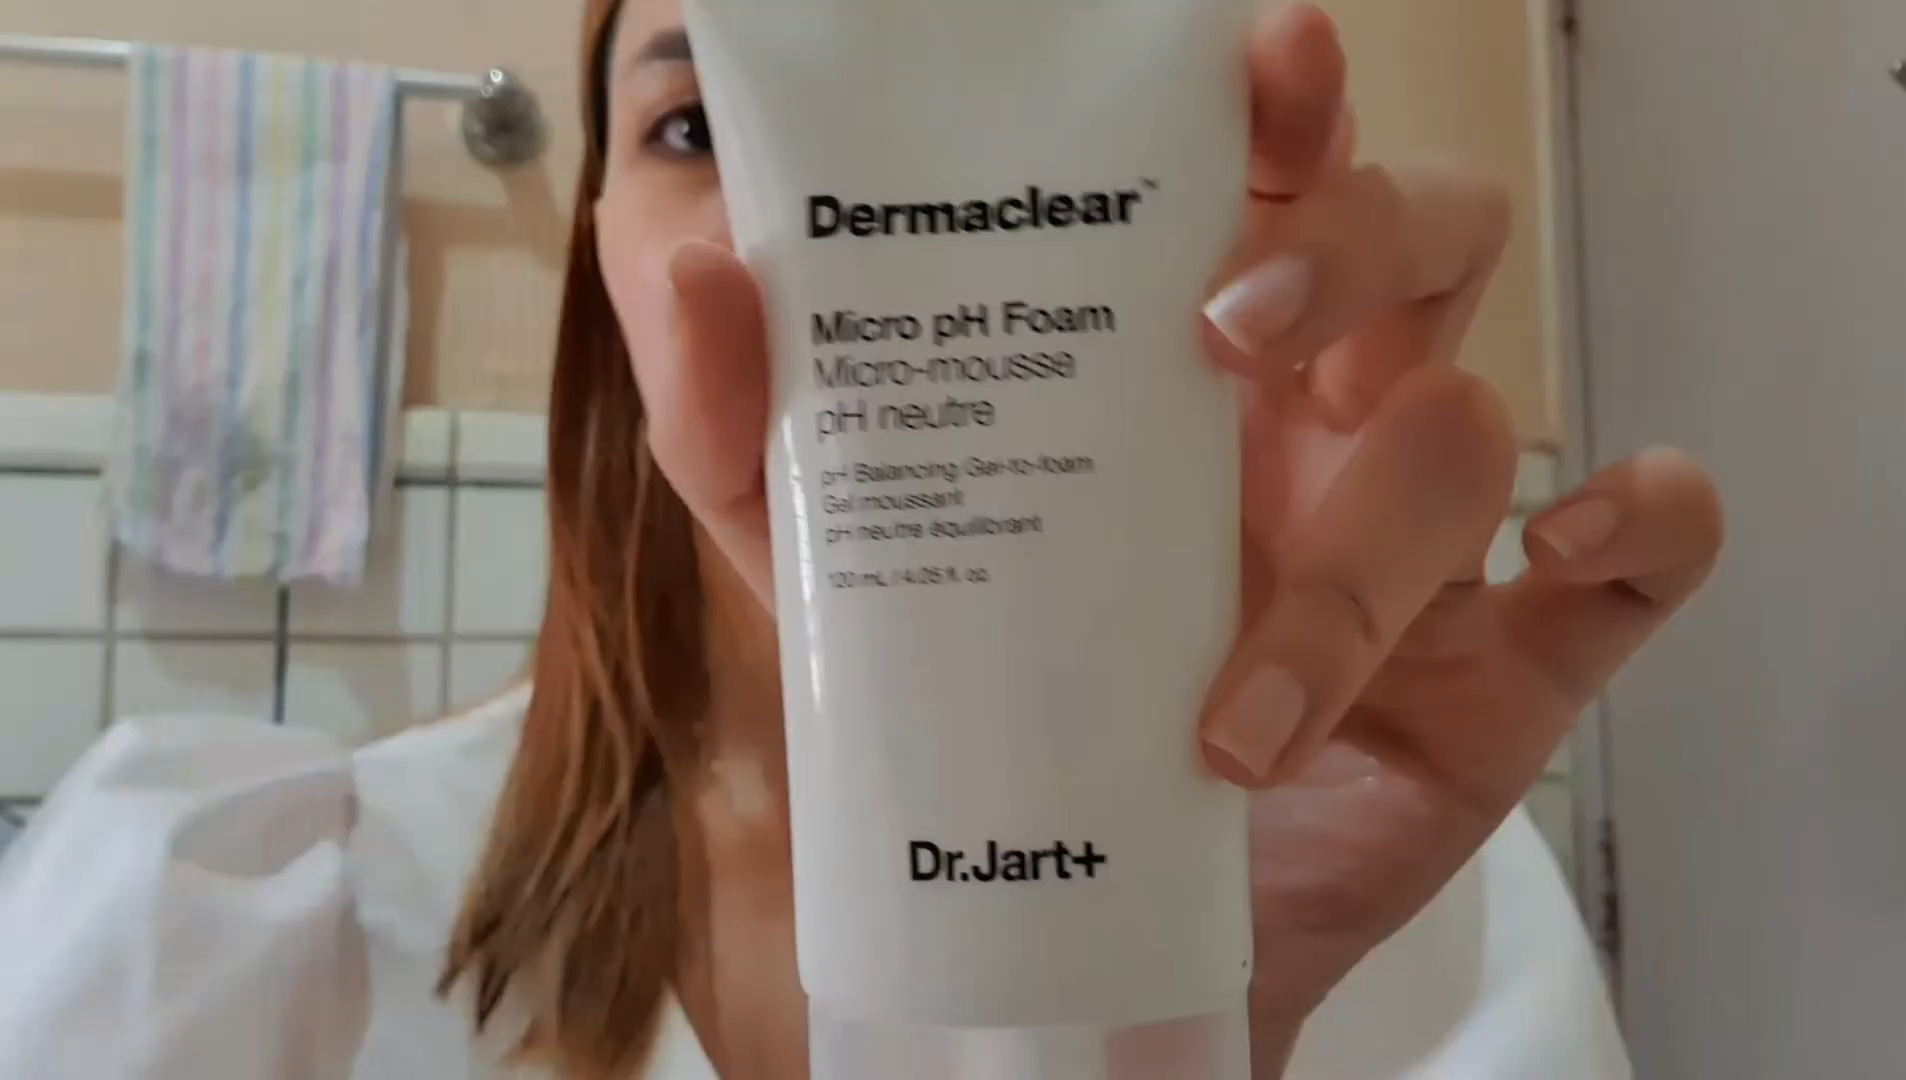 Dermaclear™
Micro pH Foam
Micro-mousse
pH neutre
pH Balancing Gel-to-foam
Gel moussant
pH neutre équilibrant
120 mL / 4.05 fl. oz.
Dr.Jart+